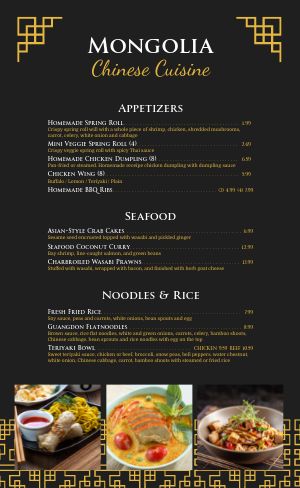 MONGOLIA
Chinese Cuisine
APPETIZERS
HOMEMADE SPRING ROLL 1.99
Crispy spring roll will with a whole piece of shrimp, chicken, shredded mushrooms,
carrot, celery, white onion and cabbage
MINI VEGGIE SPRING ROLL (4) 2.49
Crispy veggie spring roll with spicy Thai sauce
HOMEMADE CHICKEN DUMPLING (8) 6.99
Pan-fried or steamed. Homemade receipe chicken dumpling with dumpling sauce
CHICKEN WING (8) 9.99
Buffalo / Lemon / Teriyaki / Plain
HOMEMADE BBQ RIBS (2) 4.99 (4) 7.99
SEAFOOD
ASIAN-STYLE CRAB CAKES 6.99
Sesame seed encrusted topped with wasabi and pickled ginger
SEAFOOD COCONUT CURRY 12.99
Bay shrimp, line-caught salmon, and green beans
CHARBROILED WASABI PRAWNS 12.99
Stuffed with wasabi, wrapped with bacon, and finished with herb goat cheese
NOODLES & RICE
FRESH FRIED RICE 7.99
Soy sauce, peas and carrots, white onions, bean spouts and egg
GUANGDON FLATNOODLES 8.99
Brown sauce, rice flat noodles, white and green onions, carrots, celery, bamboo shoots,
Chinese cabbage, bean sprouts and rice noodles with egg on the top
TERIYAKI BOWL CHICKEN 9.99 BEEF 10.99
Sweet teriyaki sauce, chicken or beef, broccoli, snow peas, bell peppers, water chestnut,
white onion, Chinese cabbage, carrot, bamboo shoots with steamed or fried rice